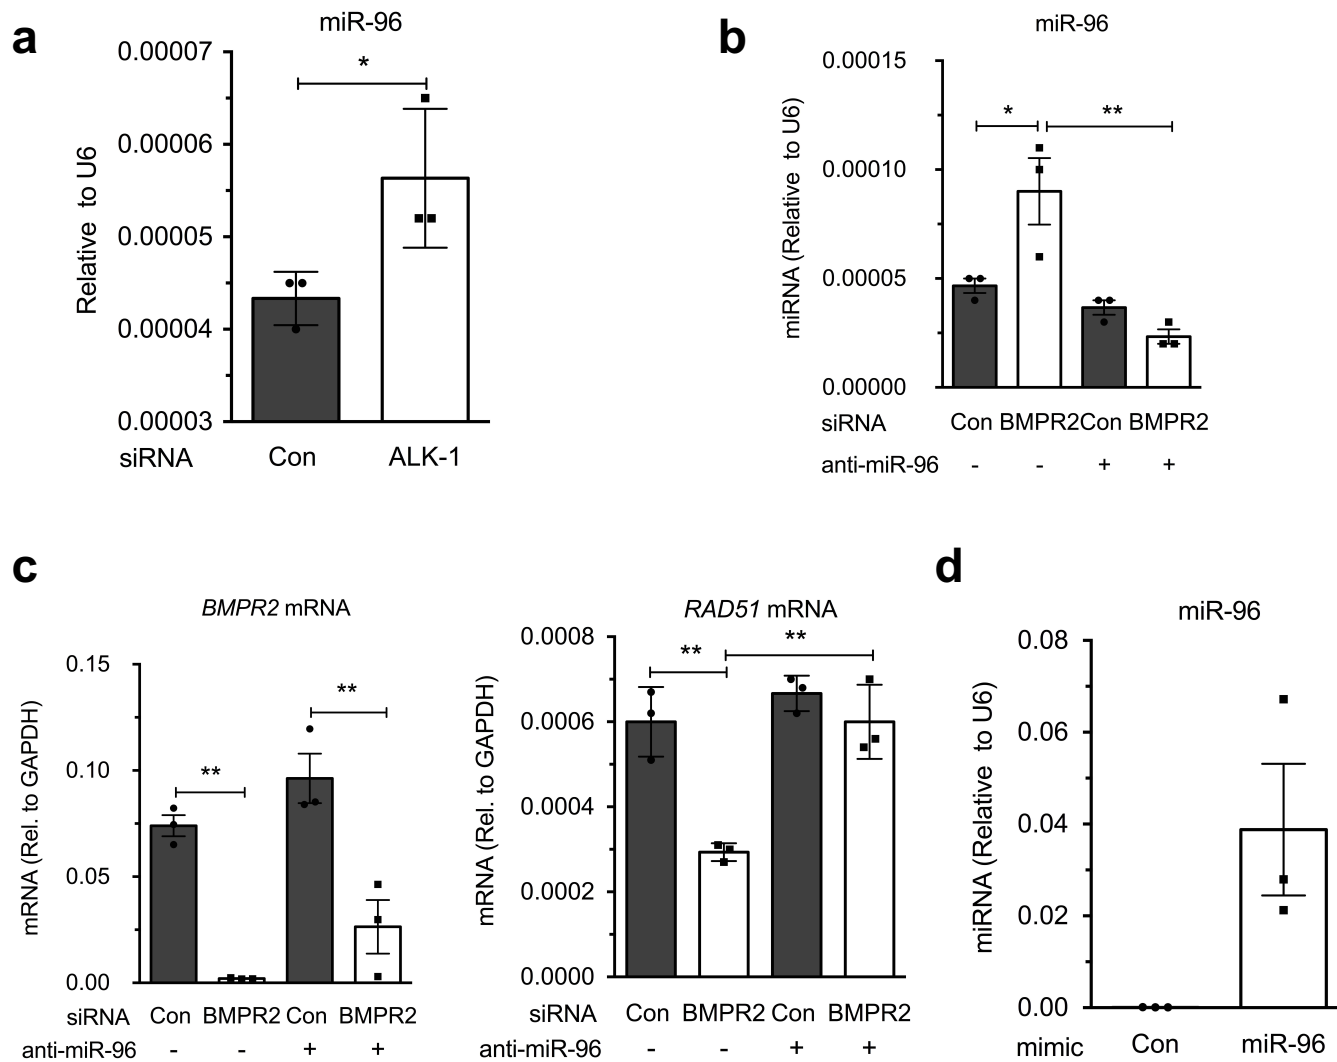 a
miR-96
Relative to U6
0.00007
0.00006
0.00005
0.00004
0.00003
*
siRNA Con ALK-1
b
miR-96
miRNA (Relative to U6)
0.00015
0.00010
0.00005
0.00000
* **
siRNA Con BMPR2 Con BMPR2
anti-miR-96 - - + +
c
BMPR2 mRNA
mRNA (Rel. to GAPDH)
0.15
0.10
0.05
0.00
** **
siRNA Con BMPR2 Con BMPR2
anti-miR-96 - - + +
RAD51 mRNA
mRNA (Rel. to GAPDH)
0.0008
0.0006
0.0004
0.0002
0.0000
** **
siRNA Con BMPR2 Con BMPR2
anti-miR-96 - - + +
d
miR-96
miRNA (Relative to U6)
0.08
0.06
0.04
0.02
0.00
mimic Con miR-96